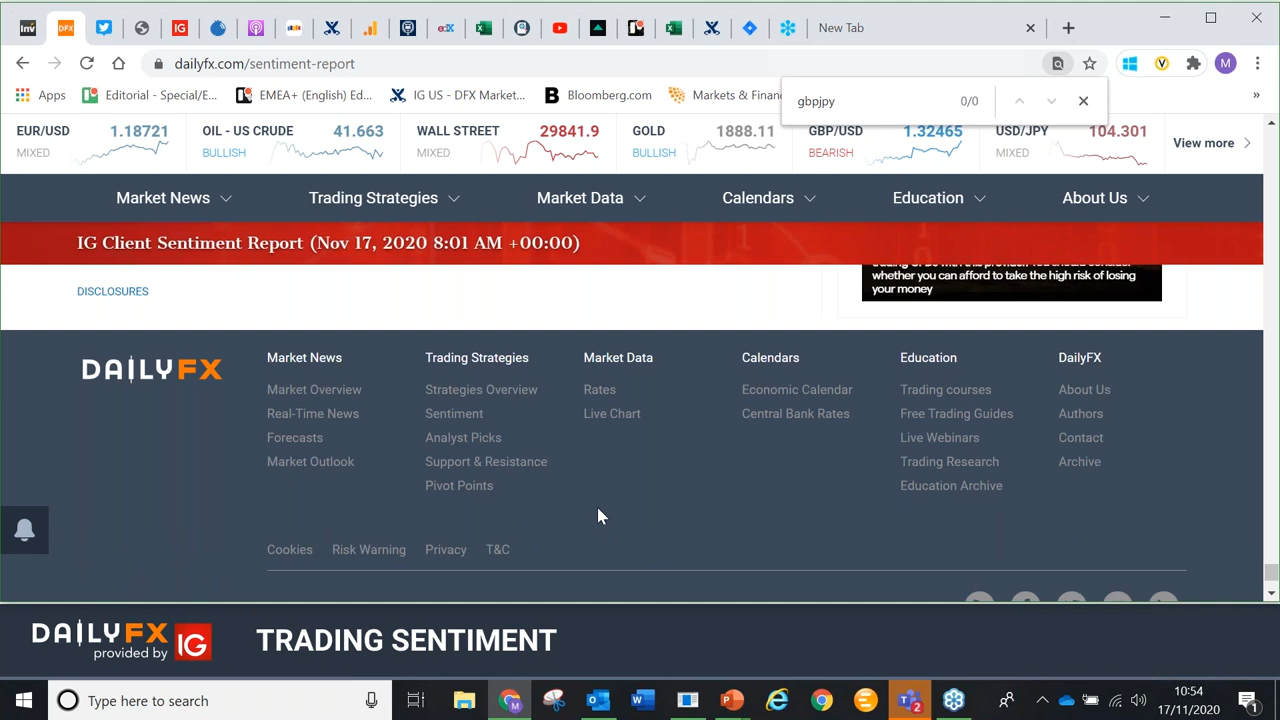 Inv
DFX
IG
edX
New Tab
dailyfx.com/sentiment-report
M
Apps
Editorial - Special/E...
EMEA+ (English) Ed...
IG US - DFX Market...
B
Bloomberg.com
Markets & Finan
»
gbpjpy
0/0
EUR/USD 1.18721
MIXED
OIL - US CRUDE 41.663
BULLISH
WALL STREET 29841.9
MIXED
GOLD 1888.11
BULLISH
GBP/USD 1.32465
BEARISH
USD/JPY 104.301
MIXED
View more
Market News
Trading Strategies
Market Data
Calendars
Education
About Us
IG Client Sentiment Report (Nov 17, 2020 8:01 AM +00:00)
whether you can afford to take the high risk of losing
your money
DISCLOSURES
DAILYFX
Market News
Market Overview
Real-Time News
Forecasts
Market Outlook
Trading Strategies
Strategies Overview
Sentiment
Analyst Picks
Support & Resistance
Pivot Points
Market Data
Rates
Live Chart
Calendars
Economic Calendar
Central Bank Rates
Education
Trading courses
Free Trading Guides
Live Webinars
Trading Research
Education Archive
DailyFX
About Us
Authors
Contact
Archive
Cookies
Risk Warning
Privacy
T&C
DAILYFX
provided by
IG
TRADING SENTIMENT
Type here to search
M
2
10:54
17/11/2020
1